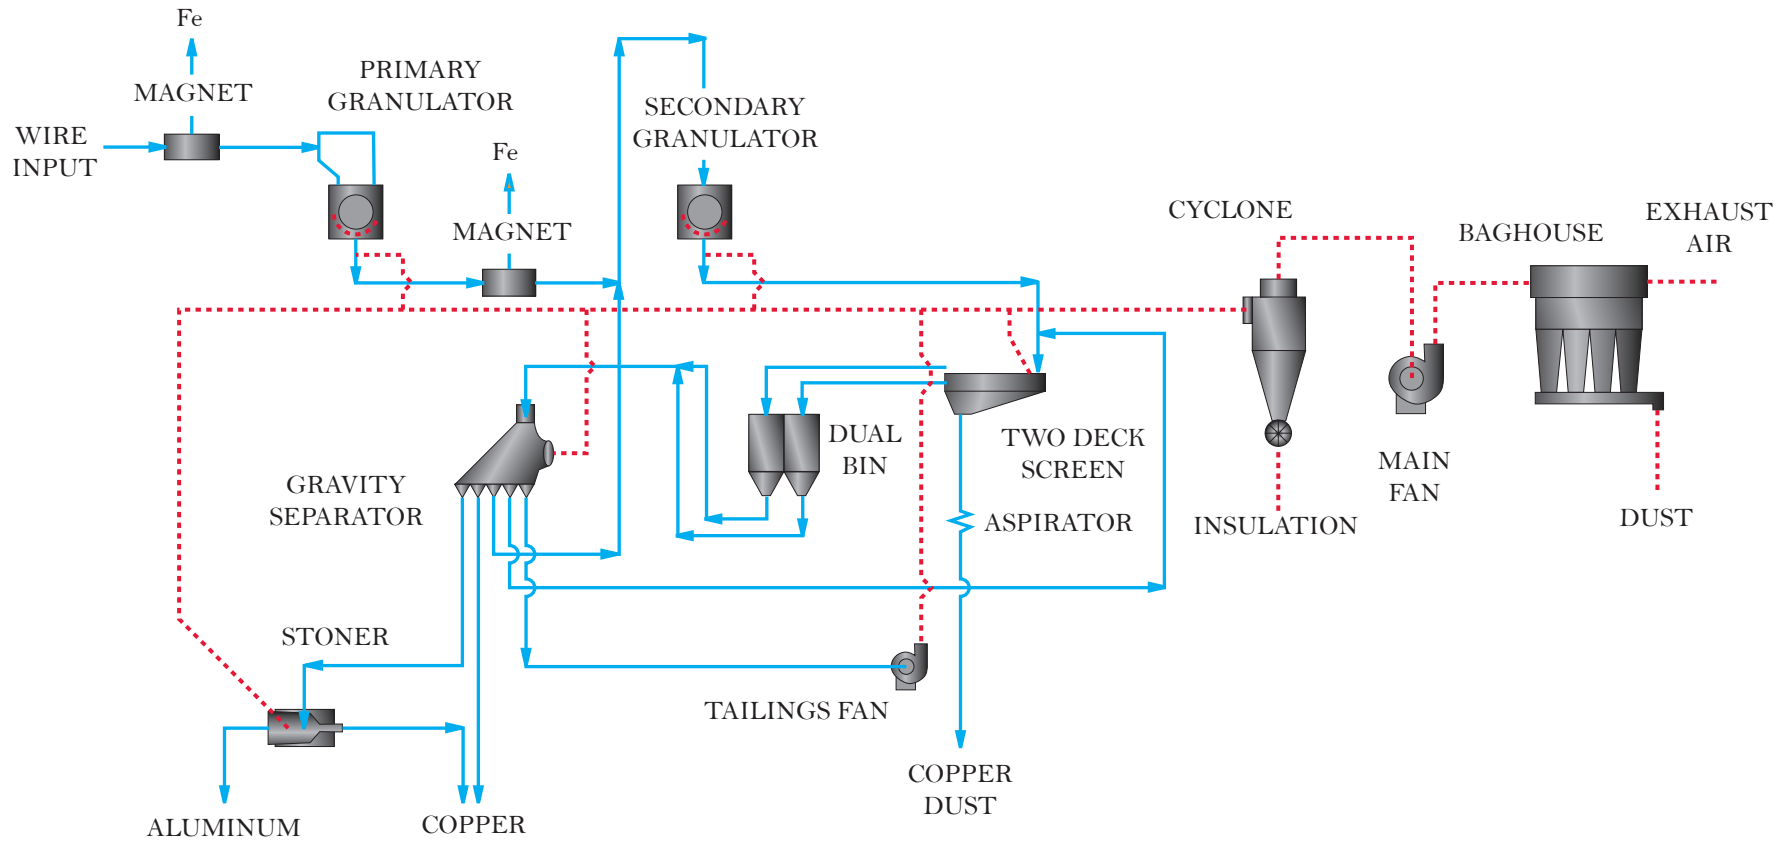 Fe
MAGNET
WIRE
INPUT
PRIMARY
GRANULATOR
Fe
MAGNET
SECONDARY
GRANULATOR
CYCLONE
BAGHOUSE
EXHAUST
AIR
GRAVITY
SEPARATOR
DUAL
BIN
TWO DECK
SCREEN
ASPIRATOR
INSULATION
MAIN
FAN
DUST
STONER
TAILINGS FAN
COPPER
DUST
ALUMINUM
COPPER